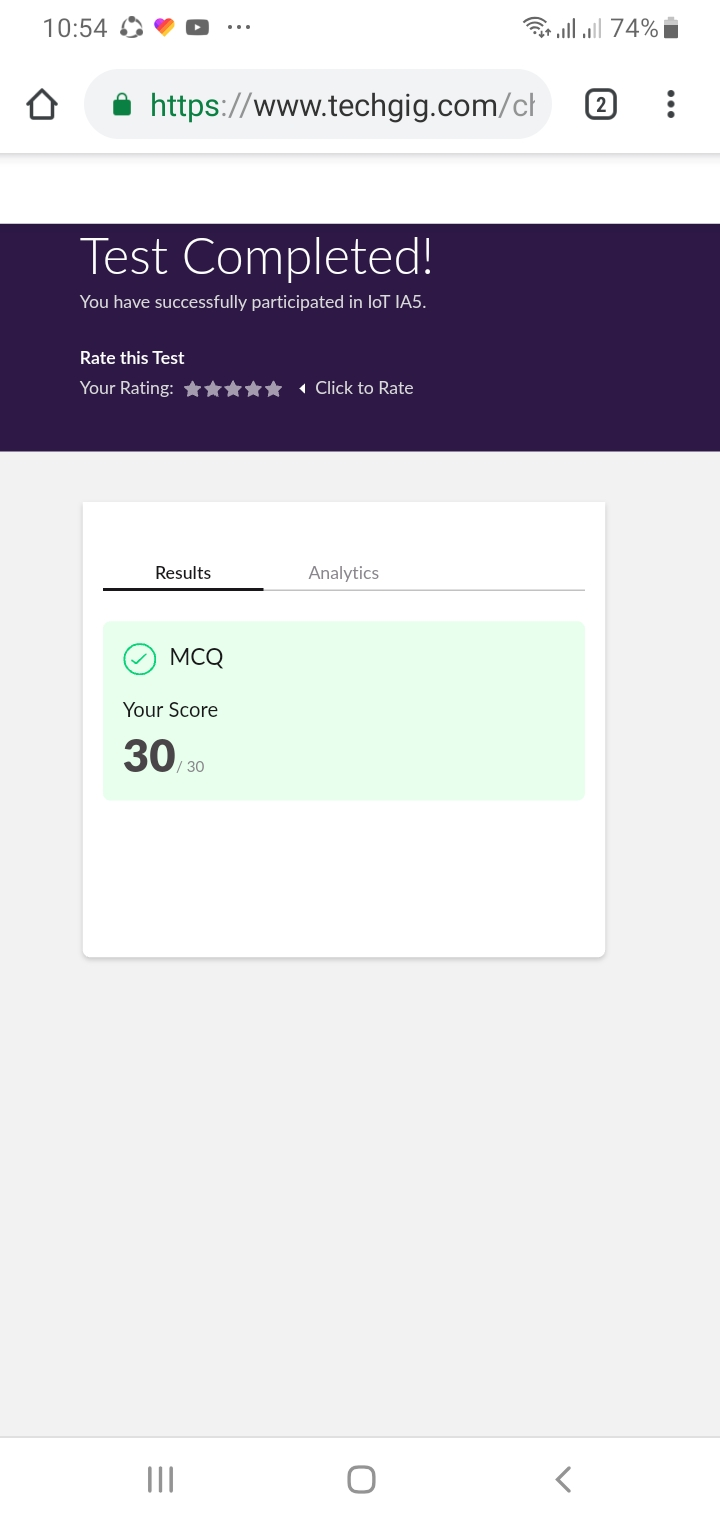 10:54 74%
https://www.techgig.com/ch
2
Test Completed!
You have successfully participated in IoT IA5.
Rate this Test
Your Rating: Click to Rate
Results Analytics
MCQ
Your Score
30 / 30